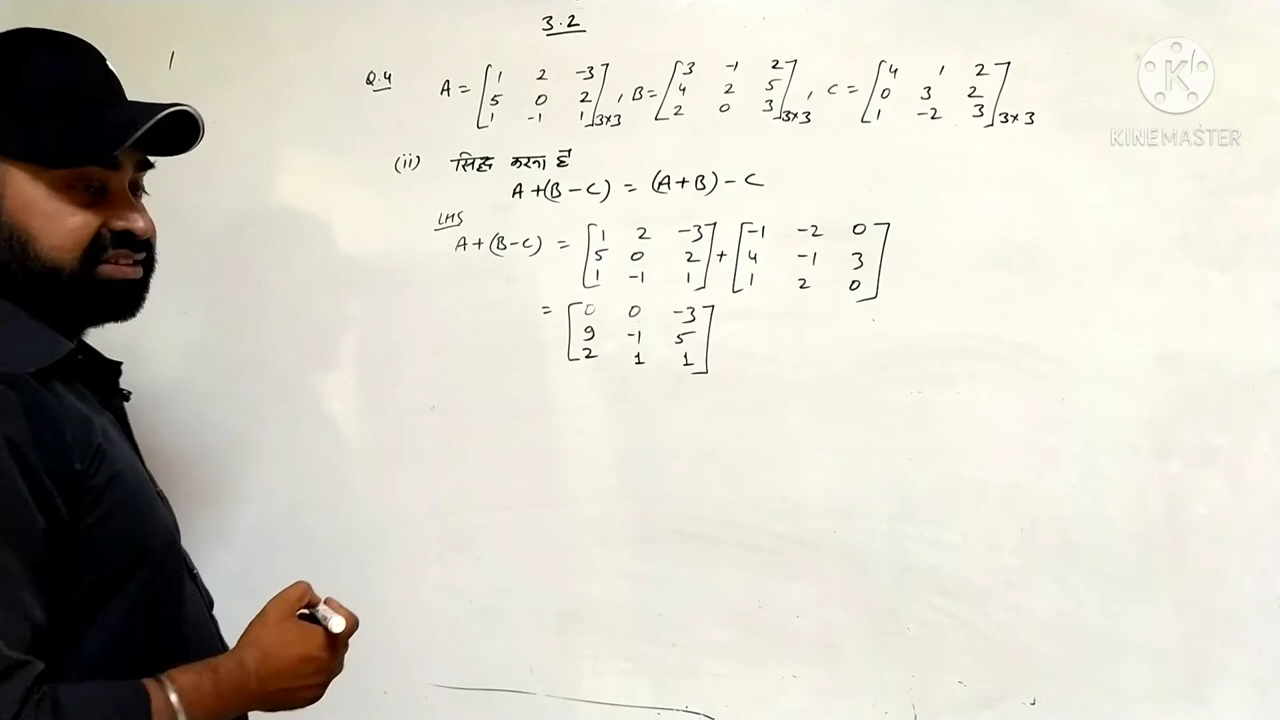 3.2
Q.4 A = [1 2 -3; 5 0 2; 1 -1 1]3×3, B = [3 -1 2; 4 2 5; 2 0 3]3×3, C = [4 1 2; 0 3 2; 1 -2 3]3×3
(ii) सिद्ध करना है
A+(B-C) = (A+B)-C
LHS
A+(B-C) = [1 2 -3; 5 0 2; 1 -1 1] + [-1 -2 0; 4 -1 3; 1 2 0]
= [0 0 -3; 9 -1 5; 2 1 1]
K
KINEMASTER